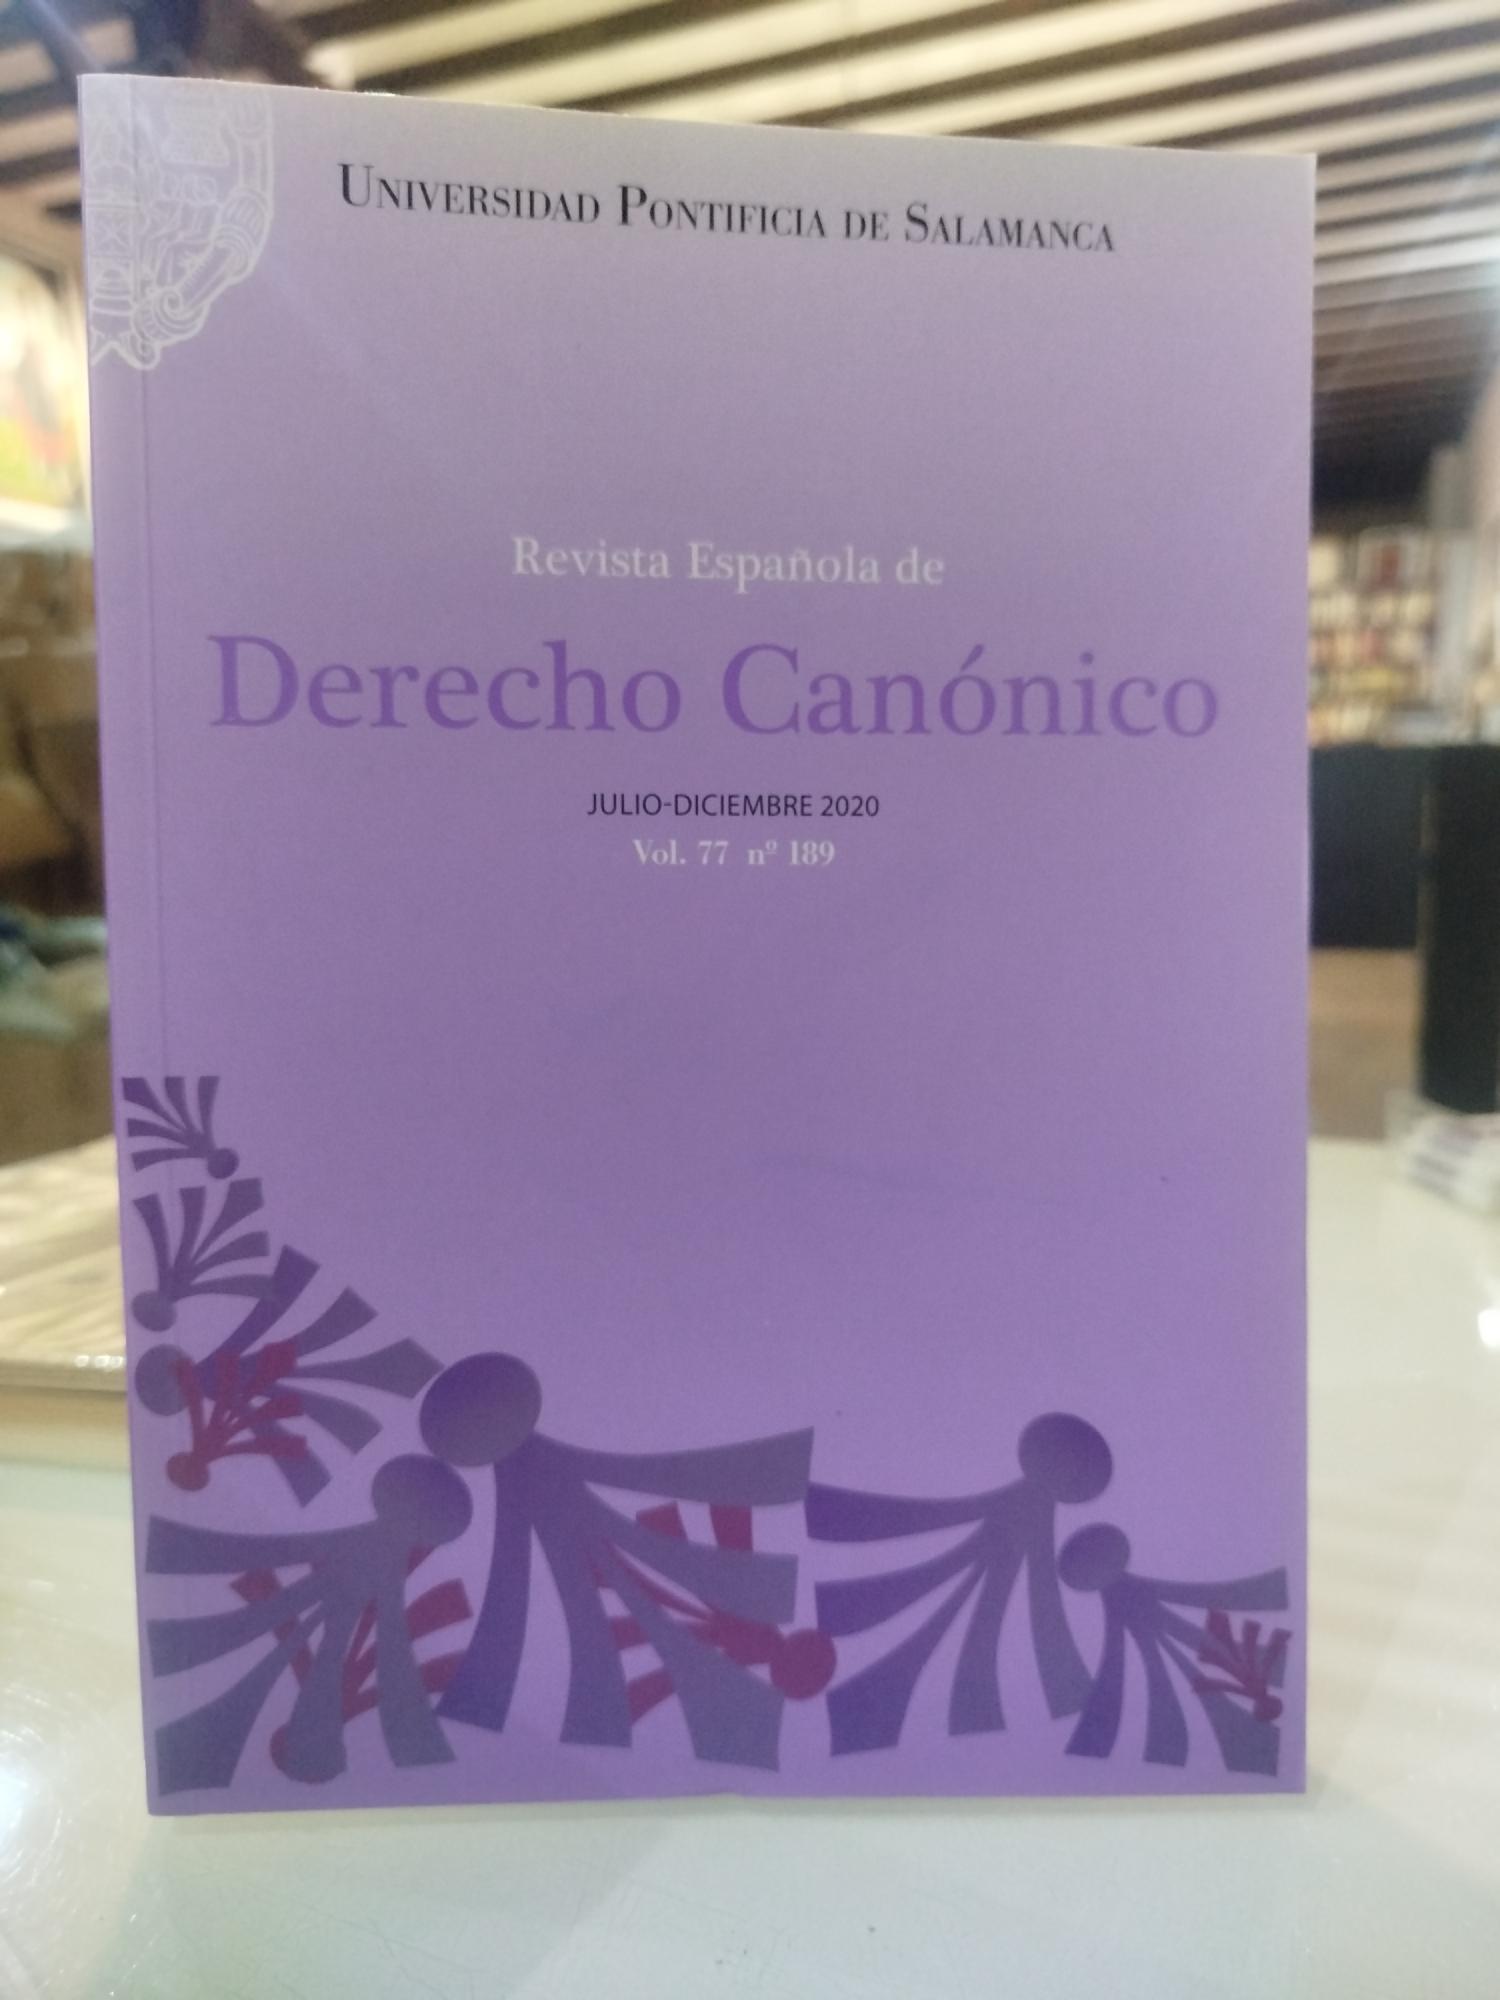 UNIVERSIDAD PONTIFICIA DE SALAMANCA
Revista Española de
Derecho Canónico
JULIO-DICIEMBRE 2020
Vol. 77 nº 189